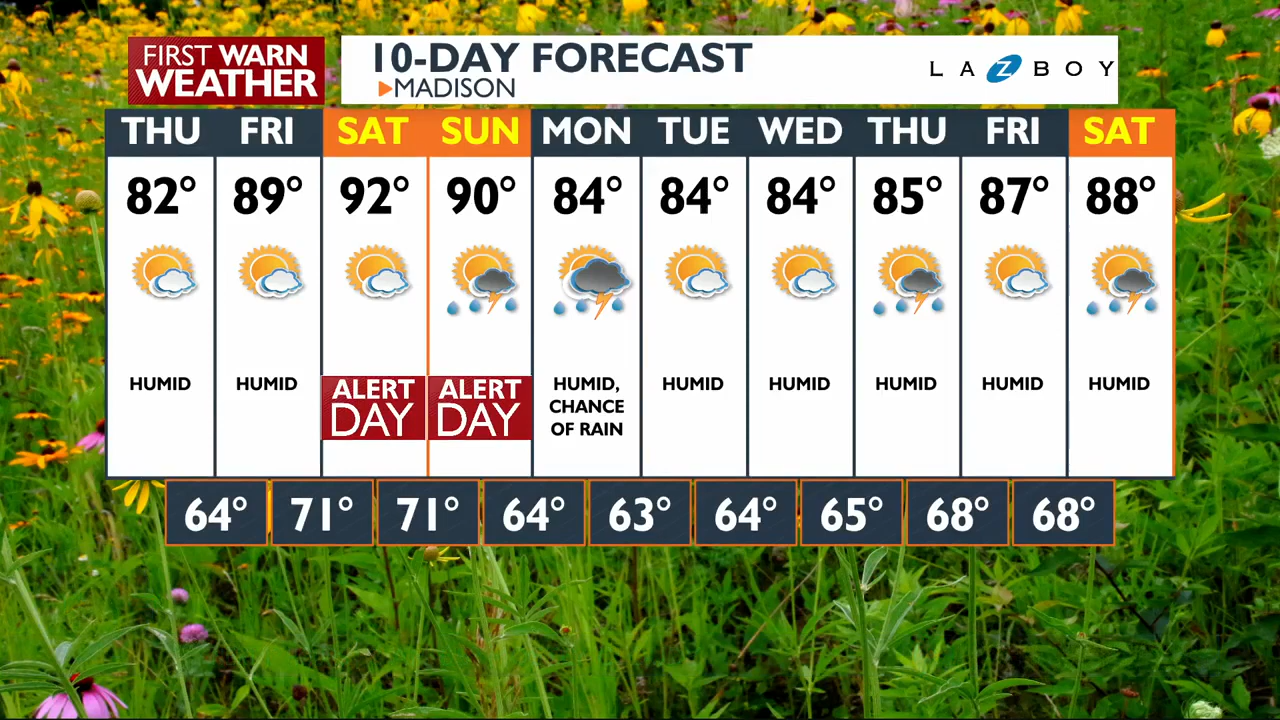 FIRST WARN
WEATHER
10-DAY FORECAST
MADISON
LA Z BOY
THU FRI SAT SUN MON TUE WED THU FRI SAT
82° 89° 92° 90° 84° 84° 84° 85° 87° 88°
HUMID HUMID ALERT DAY ALERT DAY HUMID, CHANCE OF RAIN HUMID HUMID HUMID HUMID HUMID
64° 71° 71° 64° 63° 64° 65° 68° 68°